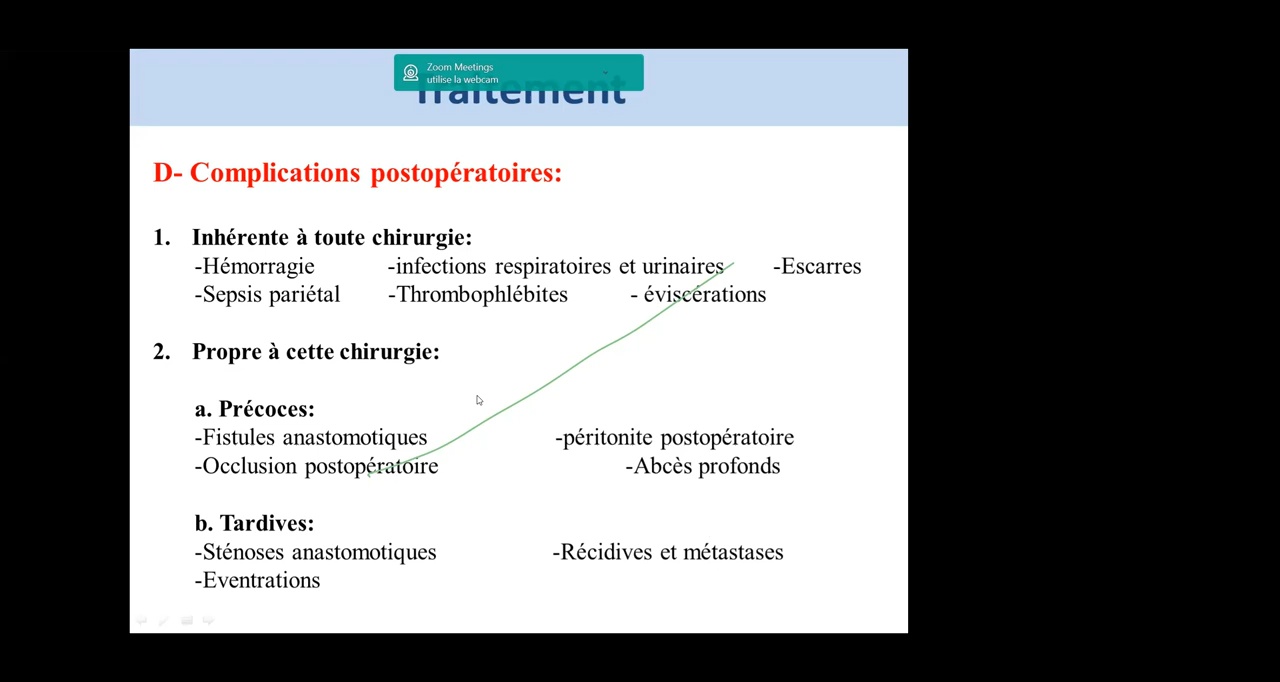 Zoom Meetings
utilise la webcam
Traitement
D- Complications postopératoires:
1. Inhérente à toute chirurgie:
-Hémorragie -infections respiratoires et urinaires -Escarres
-Sepsis pariétal -Thrombophlébites - éviscérations
2. Propre à cette chirurgie:
a. Précoces:
-Fistules anastomotiques -péritonite postopératoire
-Occlusion postopératoire -Abcès profonds
b. Tardives:
-Sténoses anastomotiques -Récidives et métastases
-Eventrations